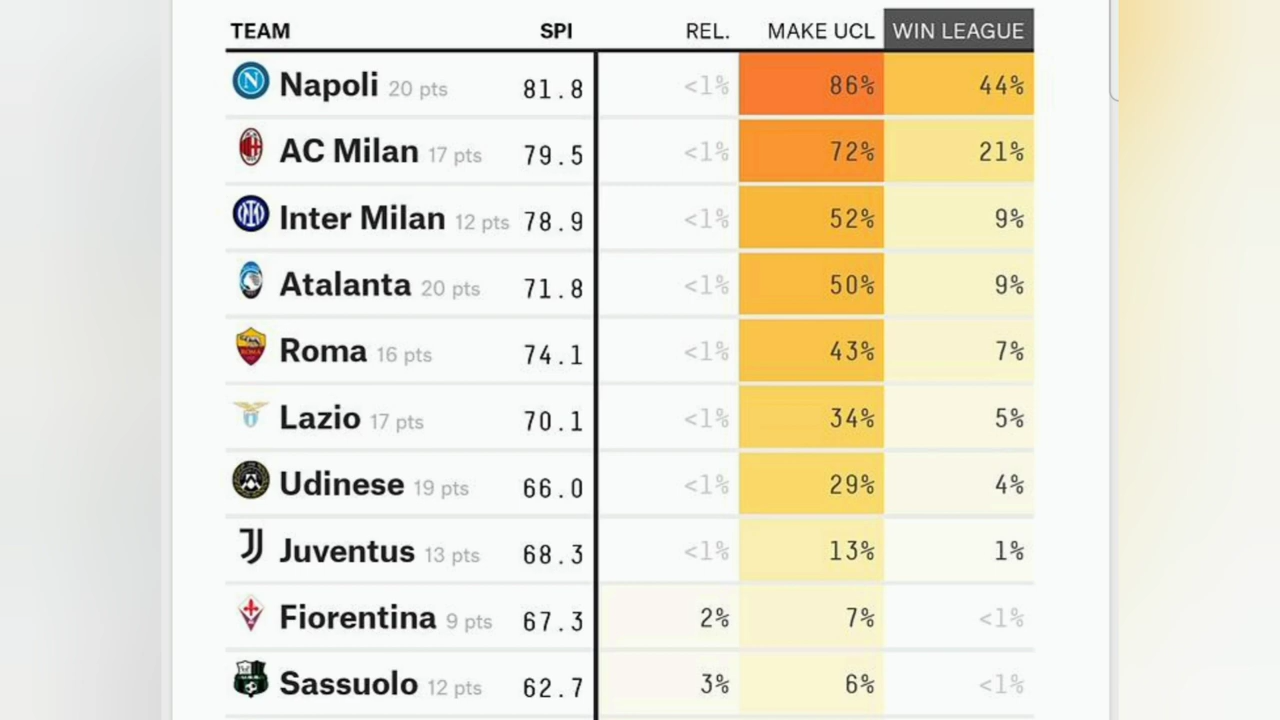 TEAM SPI REL. MAKE UCL WIN LEAGUE
Napoli 20 pts 81.8 <1% 86% 44%
AC Milan 17 pts 79.5 <1% 72% 21%
Inter Milan 12 pts 78.9 <1% 52% 9%
Atalanta 20 pts 71.8 <1% 50% 9%
Roma 16 pts 74.1 <1% 43% 7%
Lazio 17 pts 70.1 <1% 34% 5%
Udinese 19 pts 66.0 <1% 29% 4%
Juventus 13 pts 68.3 <1% 13% 1%
Fiorentina 9 pts 67.3 2% 7% <1%
Sassuolo 12 pts 62.7 3% 6% <1%